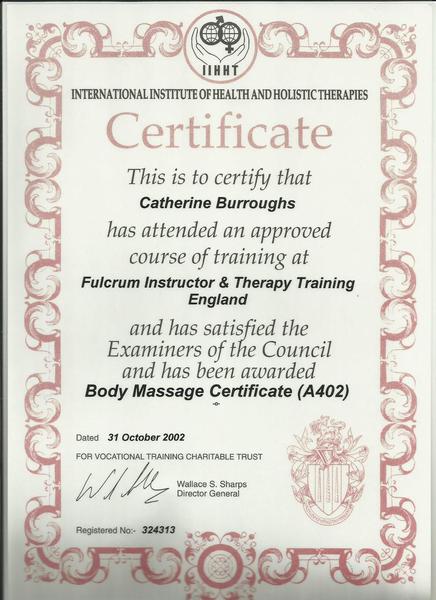 IIHHT
INTERNATIONAL INSTITUTE OF HEALTH AND HOLISTIC THERAPIES
Certificate
This is to certify that
Catherine Burroughs
has attended an approved
course of training at
Fulcrum Instructor & Therapy Training
England
and has satisfied the
Examiners of the Council
and has been awarded
Body Massage Certificate (A402)
-o-
Dated 31 October 2002
FOR VOCATIONAL TRAINING CHARITABLE TRUST
Wallace S. Sharps
Director General
Registered No:- 324313